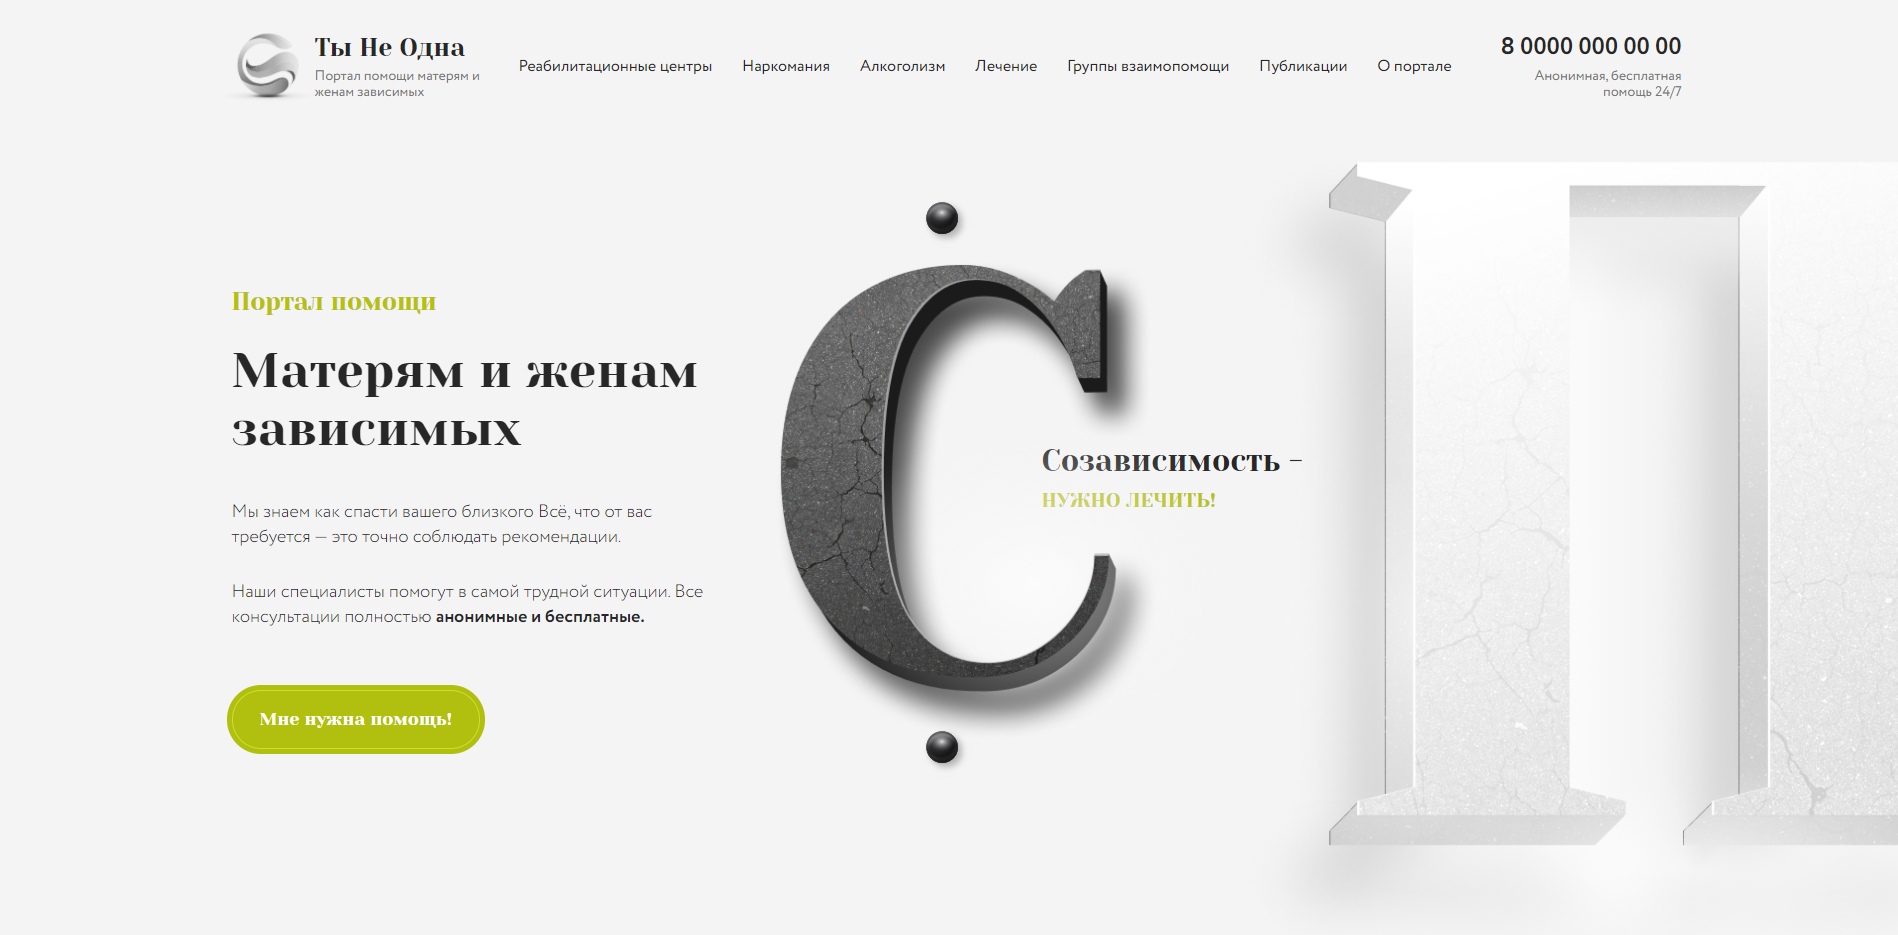 Ты Не Одна
Портал помощи матерям и
женам зависимых
Реабилитационные центры
Наркомания
Алкоголизм
Лечение
Группы взаимопомощи
Публикации
О портале
8 0000 000 00 00
Анонимная, бесплатная
помощь 24/7
Портал помощи
Матерям и женам
зависимых
Мы знаем как спасти вашего близкого Всё, что от вас
требуется — это точно соблюдать рекомендации.
Наши специалисты помогут в самой трудной ситуации. Все
консультации полностью анонимные и бесплатные.
Мне нужна помощь!
С
Созависимость –
НУЖНО ЛЕЧИТЬ!
П